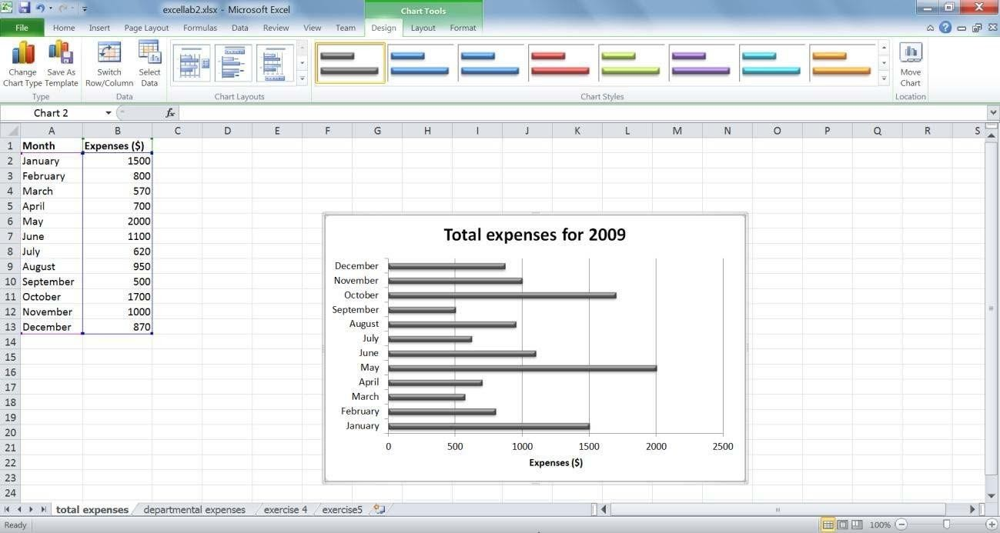 excellab2.xlsx - Microsoft Excel
Chart Tools
File Home Insert Page Layout Formulas Data Review View Team Design Layout Format
Change Chart Type
Save As Template
Switch Row/Column
Select Data
Move Chart
Type Data Chart Layouts Chart Styles Location
Chart 2 fx
A B C D E F G H I J K L M N O P Q R S
1 Month Expenses ($)
2 January 1500
3 February 800
4 March 570
5 April 700
6 May 2000
7 June 1100
8 July 620
9 August 950
10 September 500
11 October 1700
12 November 1000
13 December 870
14
15
16
17
18
19
20
21
22
23
24
Total expenses for 2009
December
November
October
September
August
July
June
May
April
March
February
January
0 500 1000 1500 2000 2500
Expenses ($)
total expenses departmental expenses exercise 4 exercise5
Ready 100%